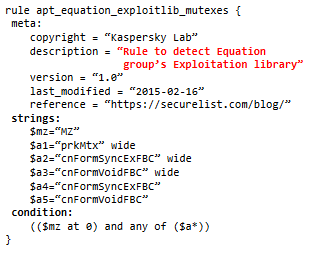 rule apt_equation_exploitlib_mutexes {
meta:
copyright = “Kaspersky Lab”
description = “Rule to detect Equation
group’s Exploitation library”
version = “1.0”
last_modified = “2015-02-16”
reference = “https://securelist.com/blog/”
strings:
$mz=“MZ”
$a1=“prkMtx” wide
$a2=“cnFormSyncExFBC” wide
$a3=“cnFormVoidFBC” wide
$a4=“cnFormSyncExFBC”
$a5=“cnFormVoidFBC”
condition:
(($mz at 0) and any of ($a*))
}